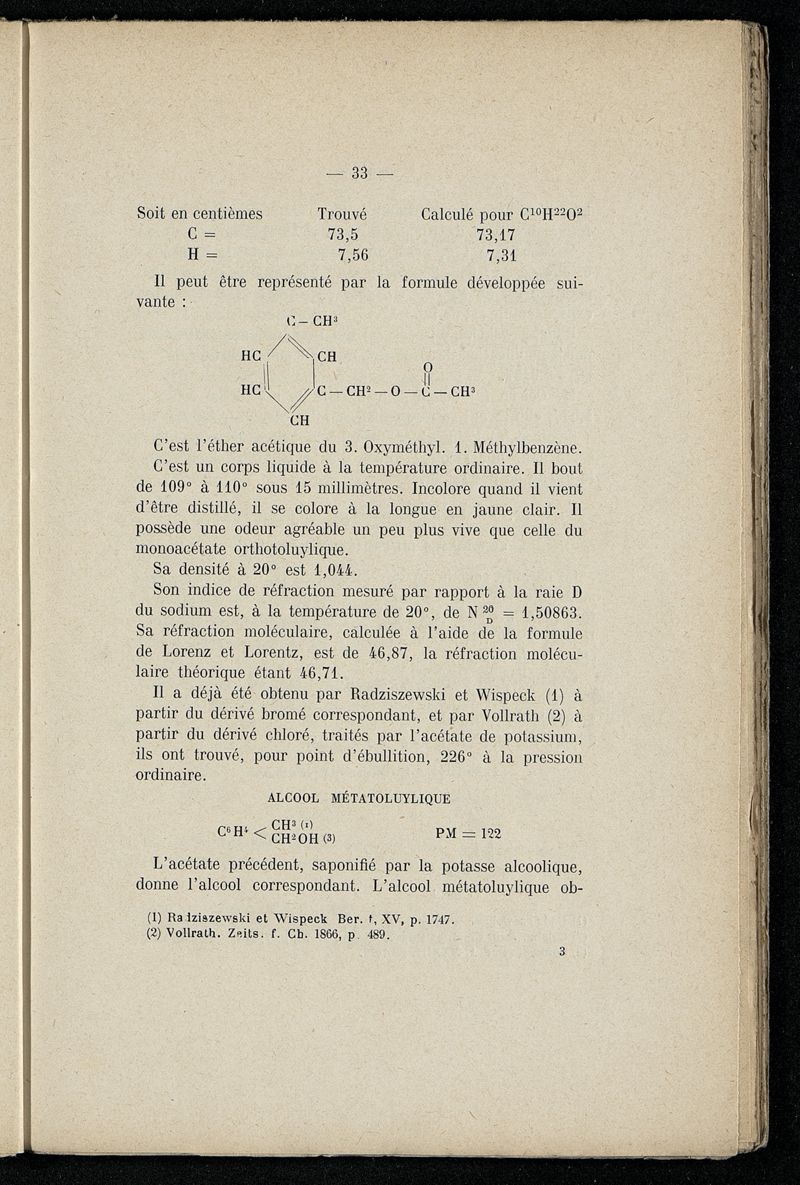 — 33 —
Soit en centièmes Trouvé Calculé pour C¹⁰H²²O²
C = 73,5 73,17
H = 7,56 7,31
Il peut être représenté par la formule développée sui-
vante :
C – CH³
HC CH
O
HC C — CH² — O — C — CH³
CH
C'est l'éther acétique du 3. Oxyméthyl. 1. Méthylbenzène.
C'est un corps liquide à la température ordinaire. Il bout
de 109° à 110° sous 15 millimètres. Incolore quand il vient
d'être distillé, il se colore à la longue en jaune clair. Il
possède une odeur agréable un peu plus vive que celle du
monoacétate orthotoluylique.
Sa densité à 20° est 1,044.
Son indice de réfraction mesuré par rapport à la raie D
du sodium est, à la température de 20°, de N 20 D = 1,50863.
Sa réfraction moléculaire, calculée à l'aide de la formule
de Lorenz et Lorentz, est de 46,87, la réfraction molécu-
laire théorique étant 46,71.
Il a déjà été obtenu par Radziszewski et Wispeck (1) à
partir du dérivé bromé correspondant, et par Vollrath (2) à
partir du dérivé chloré, traités par l'acétate de potassium,
ils ont trouvé, pour point d'ébullition, 226° à la pression
ordinaire.
ALCOOL MÉTATOLUYLIQUE
C⁶H⁴ < CH³ (1)
CH²OH (3) PM = 122
L'acétate précédent, saponifié par la potasse alcoolique,
donne l'alcool correspondant. L'alcool métatoluylique ob-
(1) Radziszewski et Wispeck Ber. t, XV, p. 1747.
(2) Vollrath. Zeits. f. Ch. 1866, p. 489.
3